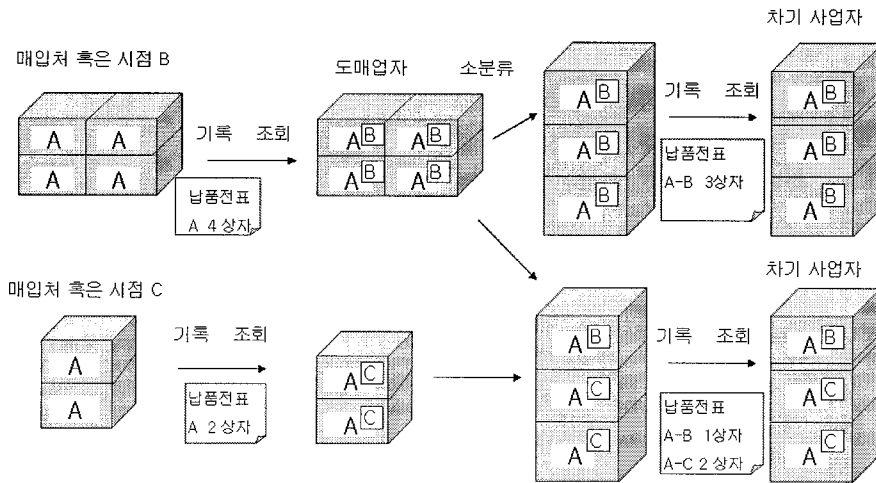 차기 사업자
매입처 혹은 시점 B
도매업자 소분류
기록 조회
A A
A A
납품전표
A 4상자
A B A B
A B A B
A B
A B
A B
기록 조회
납품전표
A-B 3상자
A B
A B
A B
매입처 혹은 시점 C
차기 사업자
A
A
기록 조회
납품전표
A 2상자
A C
A C
A B
A C
A C
기록 조회
납품전표
A-B 1상자
A-C 2상자
A B
A C
A C